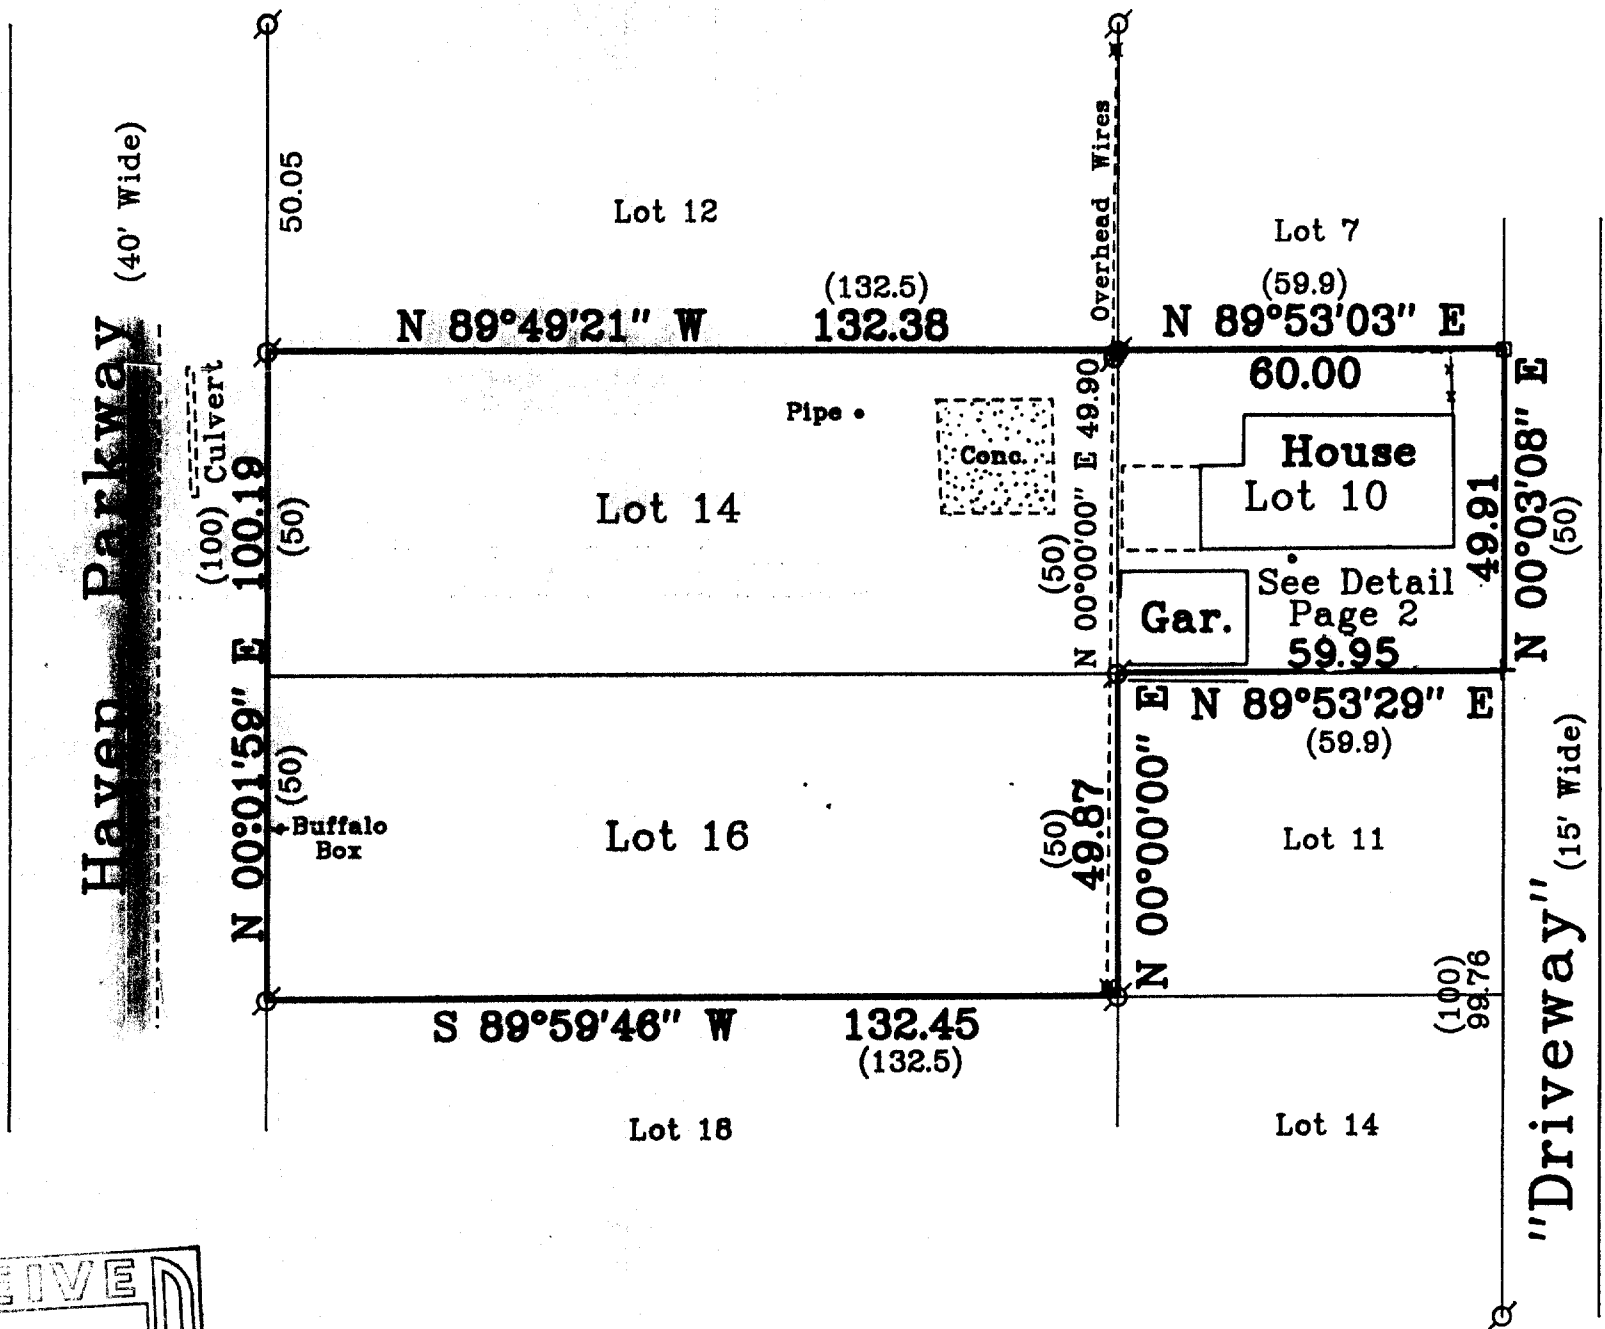 Haven Parkway (40' Wide)
50.05
Lot 12
Overhead Wires
Lot 7
(132.5)
N 89°49'21" W 132.38
(59.9)
N 89°53'03" E
60.00
Culvert
(100)
N 00°01'59" E 100.19
(50)
Pipe
Conc.
Lot 14
(50)
N 00°00'00" E 49.90
House
Lot 10
49.91
N 00°03'08" E
(50)
See Detail
Page 2
Gar.
59.95
N 89°53'29" E
(59.9)
(50)
Buffalo
Box
Lot 16
(50)
49.87
N 00°00'00" E
Lot 11
(100)
99.76
"Driveway" (15' Wide)
S 89°59'46" W 132.45
(132.5)
Lot 18
Lot 14
EIVE